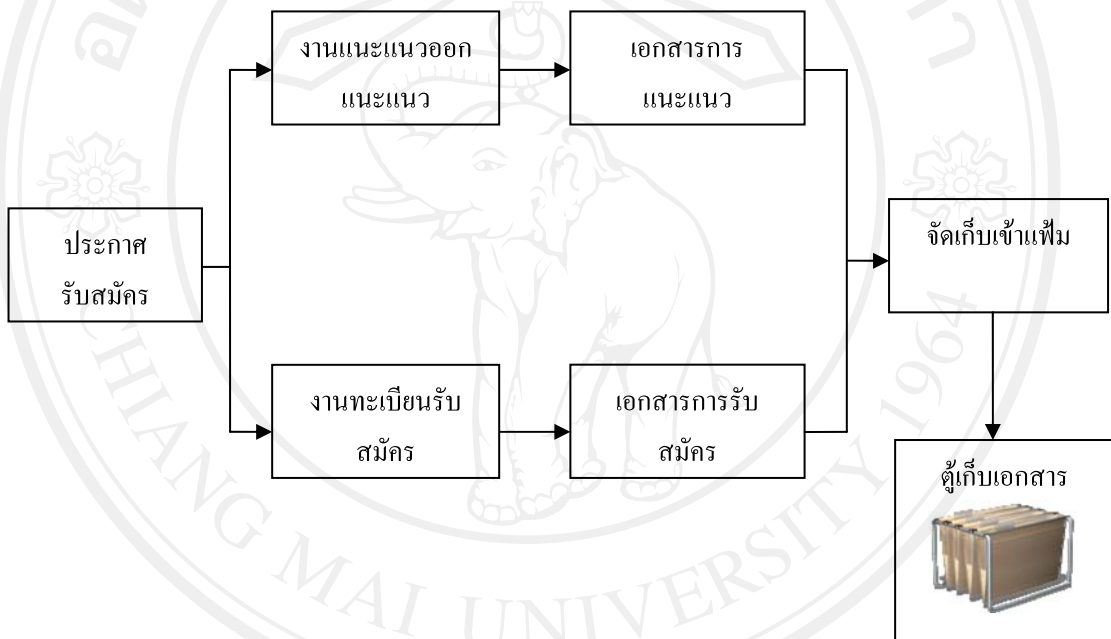 งานแนะแนวออก
แนะแนว
เอกสารการ
แนะแนว
ประกาศ
รับสมัคร
จัดเก็บเข้าแฟ้ม
งานทะเบียนรับ
สมัคร
เอกสารการรับ
สมัคร
ตู้เก็บเอกสาร
CHIANG MAI UNIVERSITY 1964